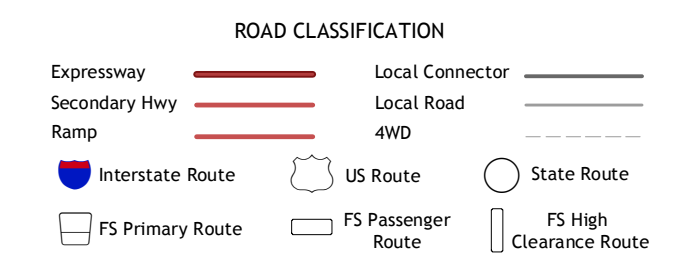 ROAD CLASSIFICATION
Expressway
Local Connector
Secondary Hwy
Local Road
Ramp
4WD
Interstate Route
US Route
State Route
FS Primary Route
FS Passenger
Route
FS High
Clearance Route